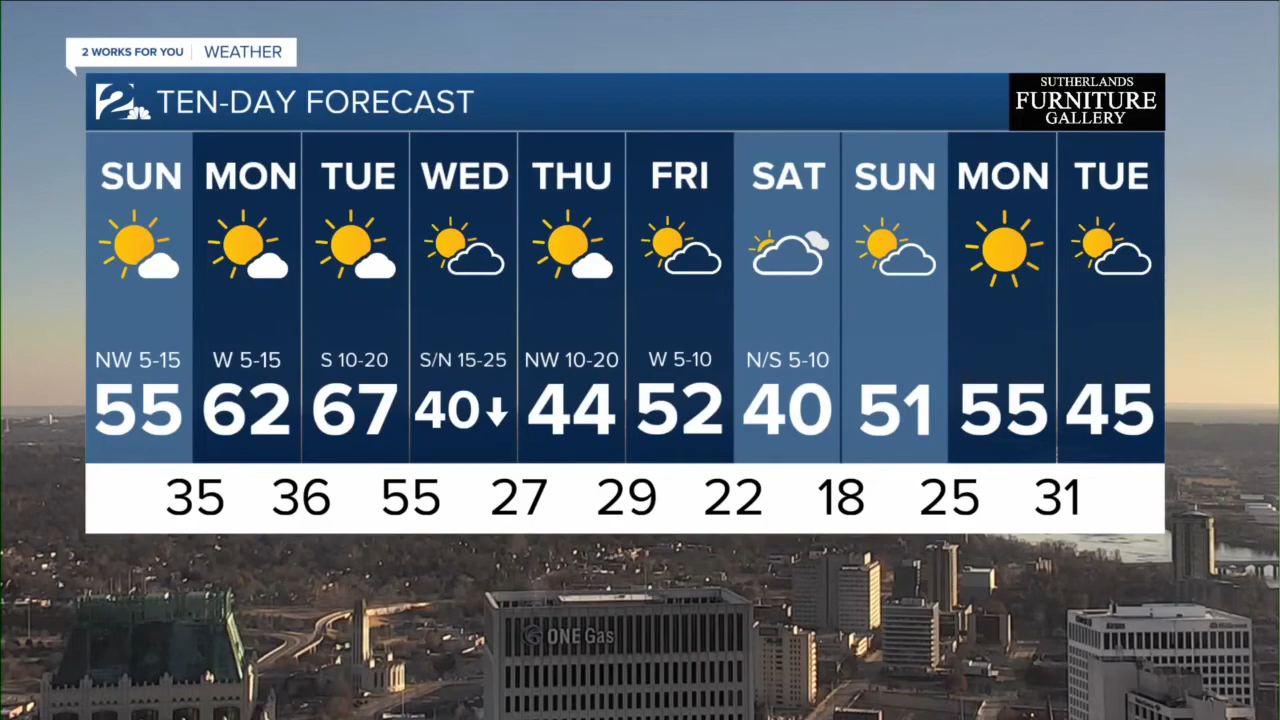 2 WORKS FOR YOU | WEATHER
2 TEN-DAY FORECAST
SUTHERLANDS
FURNITURE
GALLERY
SUN MON TUE WED THU FRI SAT SUN MON TUE
NW 5-15 W 5-15 S 10-20 S/N 15-25 NW 10-20 W 5-10 N/S 5-10
55 62 67 40↓ 44 52 40 51 55 45
35 36 55 27 29 22 18 25 31
ONE Gas